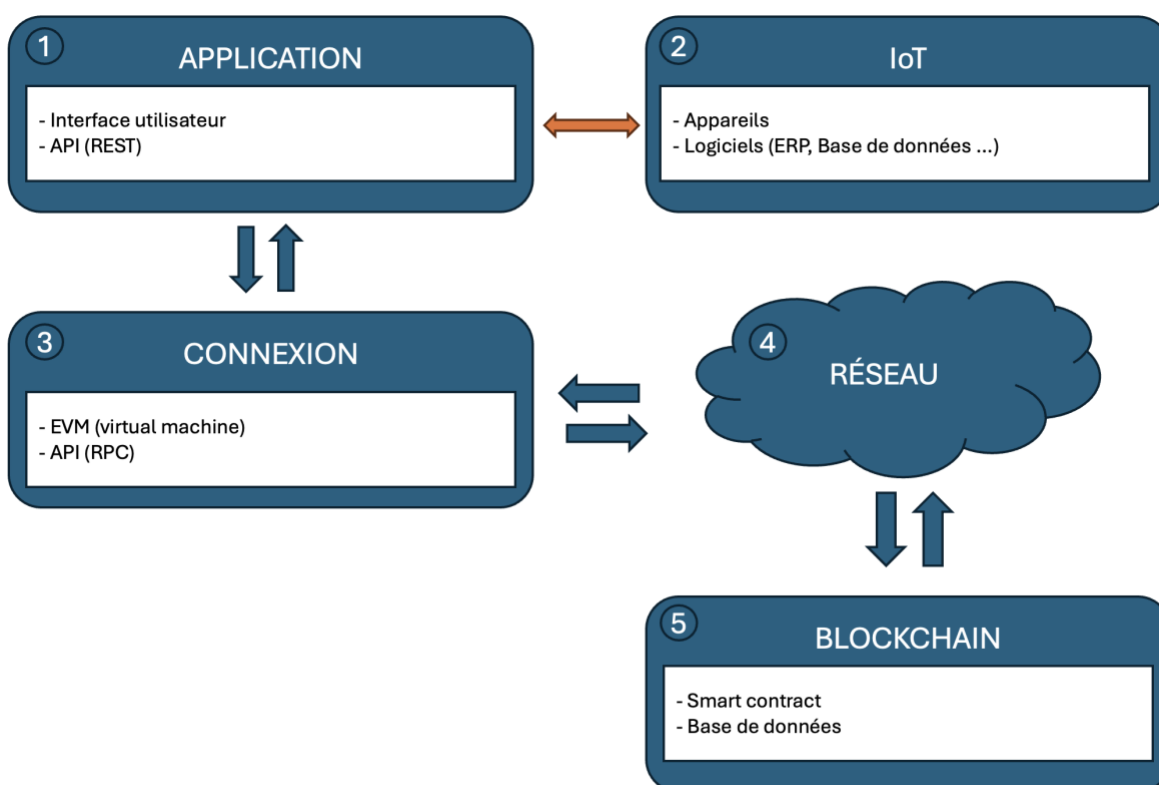 1
APPLICATION
- Interface utilisateur
- API (REST)
2
IoT
- Appareils
- Logiciels (ERP, Base de données ...)
3
CONNEXION
- EVM (virtual machine)
- API (RPC)
4
RÉSEAU
5
BLOCKCHAIN
- Smart contract
- Base de données